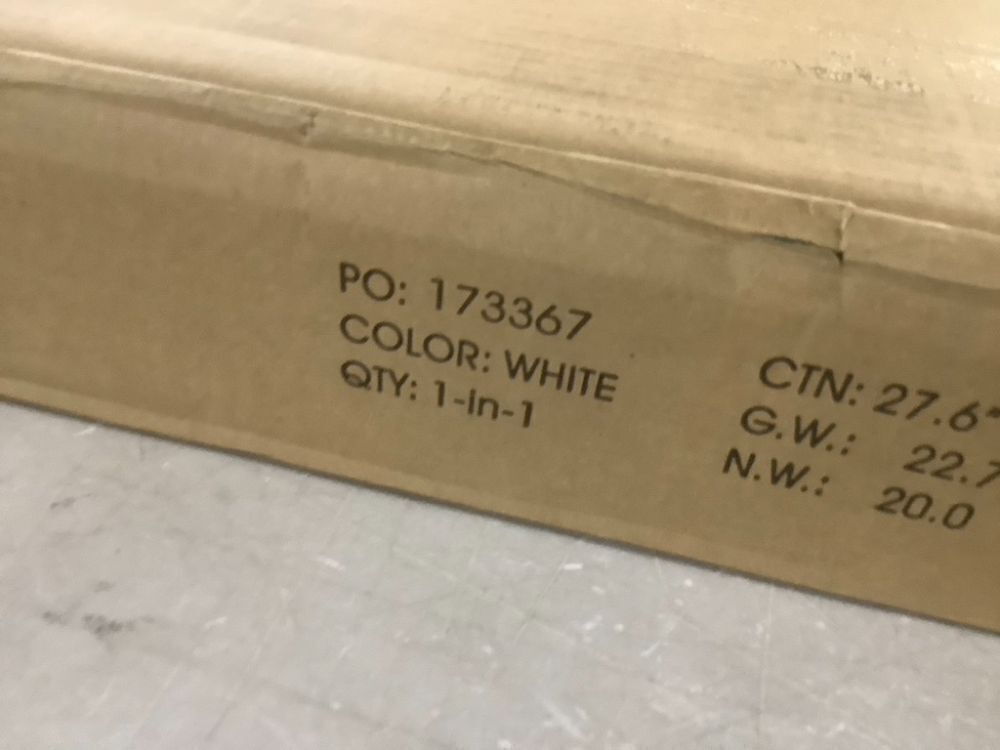 PO: 173367
COLOR: WHITE
QTY: 1-in-1
CTN: 27.6"
G.W.: 22.7
N.W.: 20.0